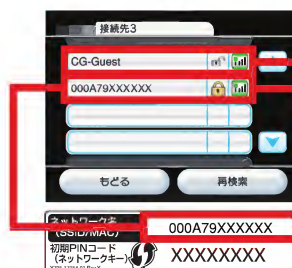 接続先3
CG-Guest
000A79XXXXXX
もどる
再検索
ネットワーク名
(SSID/MAC)
000A79XXXXXX
初期PINコード
(ネットワークキー)
XXXXXXXX